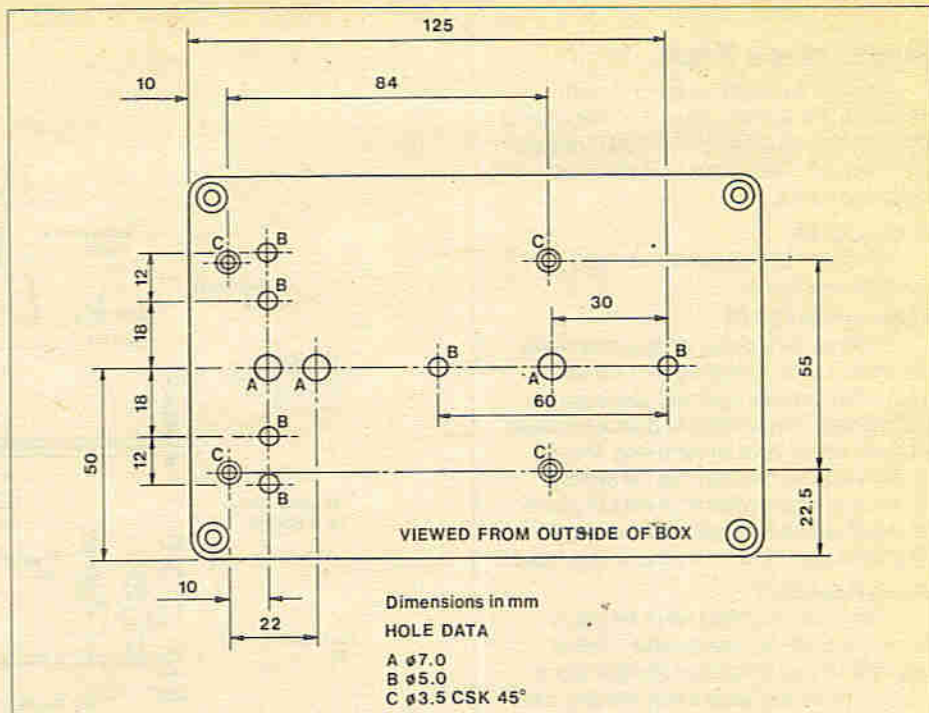 125
10
84
C
B
C
12
B
30
18
B
B
55
A
A
A
60
18
B
50
C
C
12
B
22.5
VIEWED FROM OUTSIDE OF BOX
10
22
Dimensions in mm
HOLE DATA
A ø7.0
B ø5.0
C ø3.5 CSK 45°